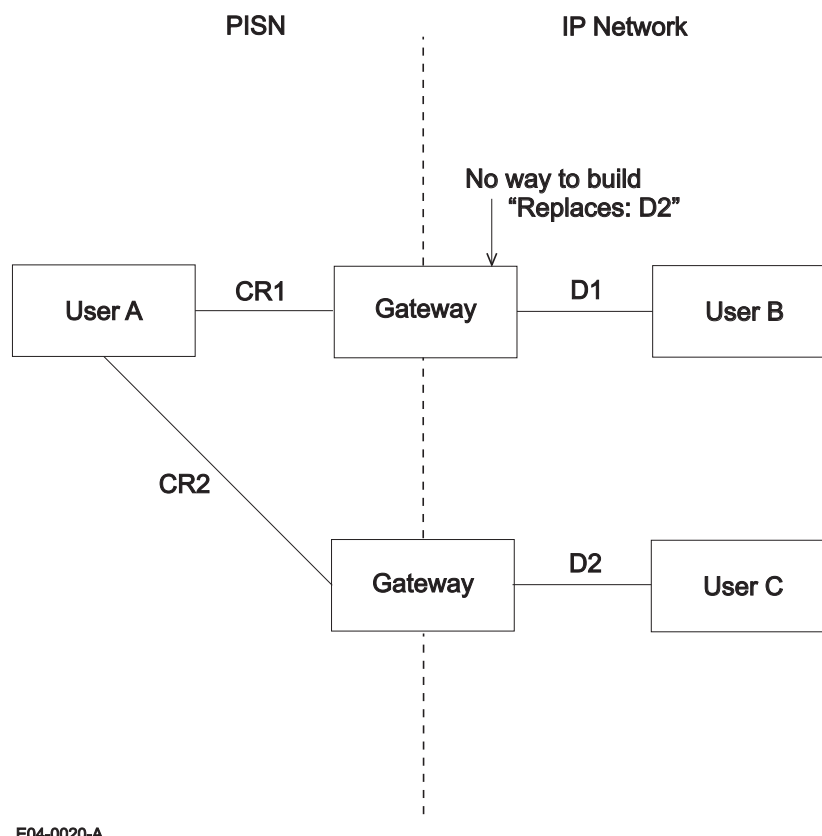 PISN
IP Network
No way to build
“Replaces: D2”
User A
CR1
Gateway
D1
User B
CR2
Gateway
D2
User C
E04-0020-A